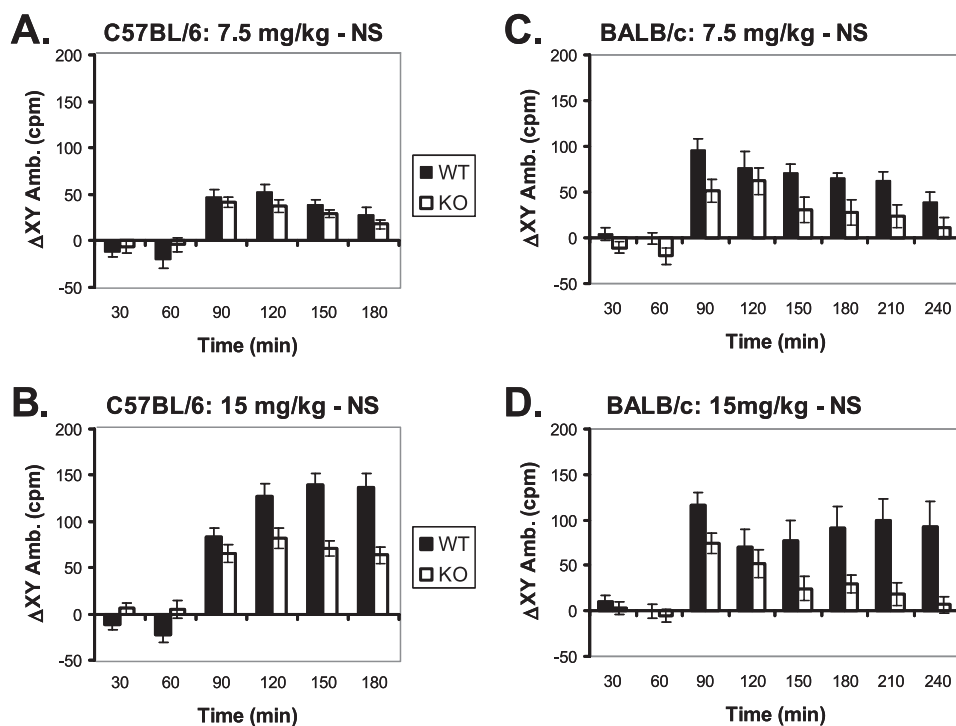 A.
C57BL/6: 7.5 mg/kg - NS
ΔXY Amb. (cpm)
200
150
100
50
0
-50
30 60 90 120 150 180
Time (min)
WT
KO
C.
BALB/c: 7.5 mg/kg - NS
ΔXY Amb. (cpm)
200
150
100
50
0
-50
30 60 90 120 150 180 210 240
Time (min)
B.
C57BL/6: 15 mg/kg - NS
ΔXY Amb. (cpm)
200
150
100
50
0
-50
30 60 90 120 150 180
Time (min)
WT
KO
D.
BALB/c: 15mg/kg - NS
ΔXY Amb. (cpm)
200
150
100
50
0
-50
30 60 90 120 150 180 210 240
Time (min)